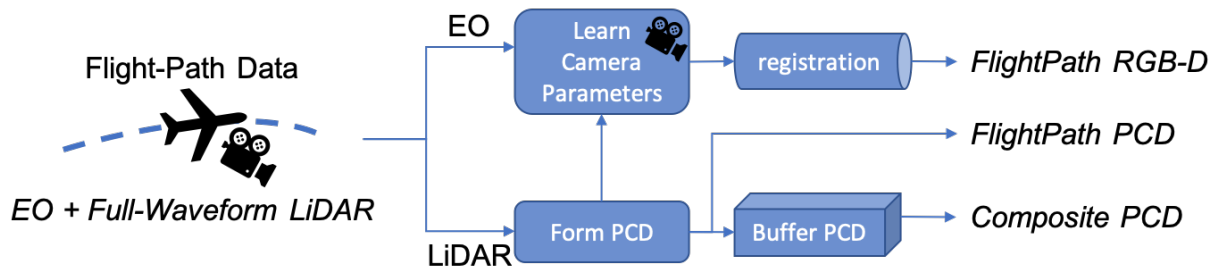 Flight-Path Data
EO + Full-Waveform LiDAR
EO
LiDAR
Learn
Camera
Parameters
registration
FlightPath RGB-D
FlightPath PCD
Form PCD
Buffer PCD
Composite PCD